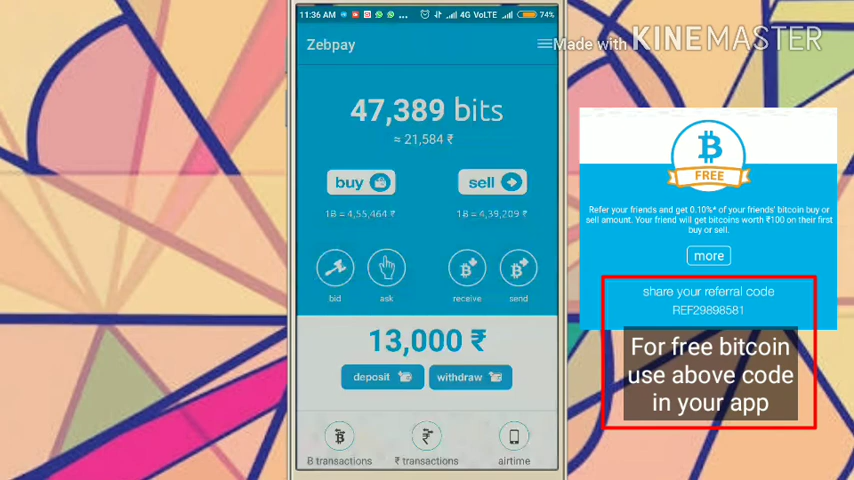 11:36 AM
... 4G VoLTE 74%
Zebpay
Made with KINEMASTER
47,389 bits
≈ 21,584 ₹
buy
sell
1B = 4,55,464 ₹
1B = 4,39,209 ₹
bid
ask
receive
send
13,000 ₹
deposit
withdraw
B transactions
₹ transactions
airtime
B
FREE
Refer your friends and get 0.10%* of your friends' bitcoin buy or
sell amount. Your friend will get bitcoins worth ₹100 on their first
buy or sell.
more
share your referral code
REF29898581
For free bitcoin
use above code
in your app